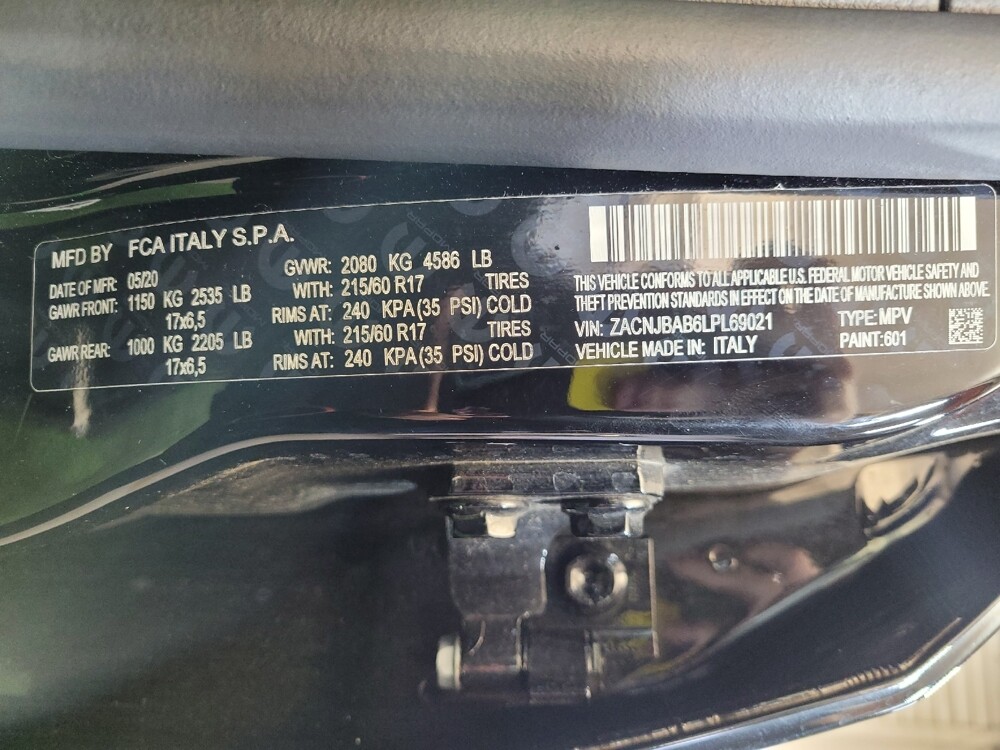 MFD BY FCA ITALY S.P.A.
DATE OF MFR: 05/20 GVWR: 2080 KG 4586 LB
GAWR FRONT: 1150 KG 2535 LB WITH: 215/60 R17 TIRES
17x6,5 RIMS AT: 240 KPA(35 PSI) COLD
GAWR REAR: 1000 KG 2205 LB WITH: 215/60 R17 TIRES
17x6,5 RIMS AT: 240 KPA(35 PSI) COLD
THIS VEHICLE CONFORMS TO ALL APPLICABLE U.S. FEDERAL MOTOR VEHICLE SAFETY AND
THEFT PREVENTION STANDARDS IN EFFECT ON THE DATE OF MANUFACTURE SHOWN ABOVE.
VIN: ZACNJBAB6LPL69021 TYPE: MPV
VEHICLE MADE IN: ITALY PAINT: 601